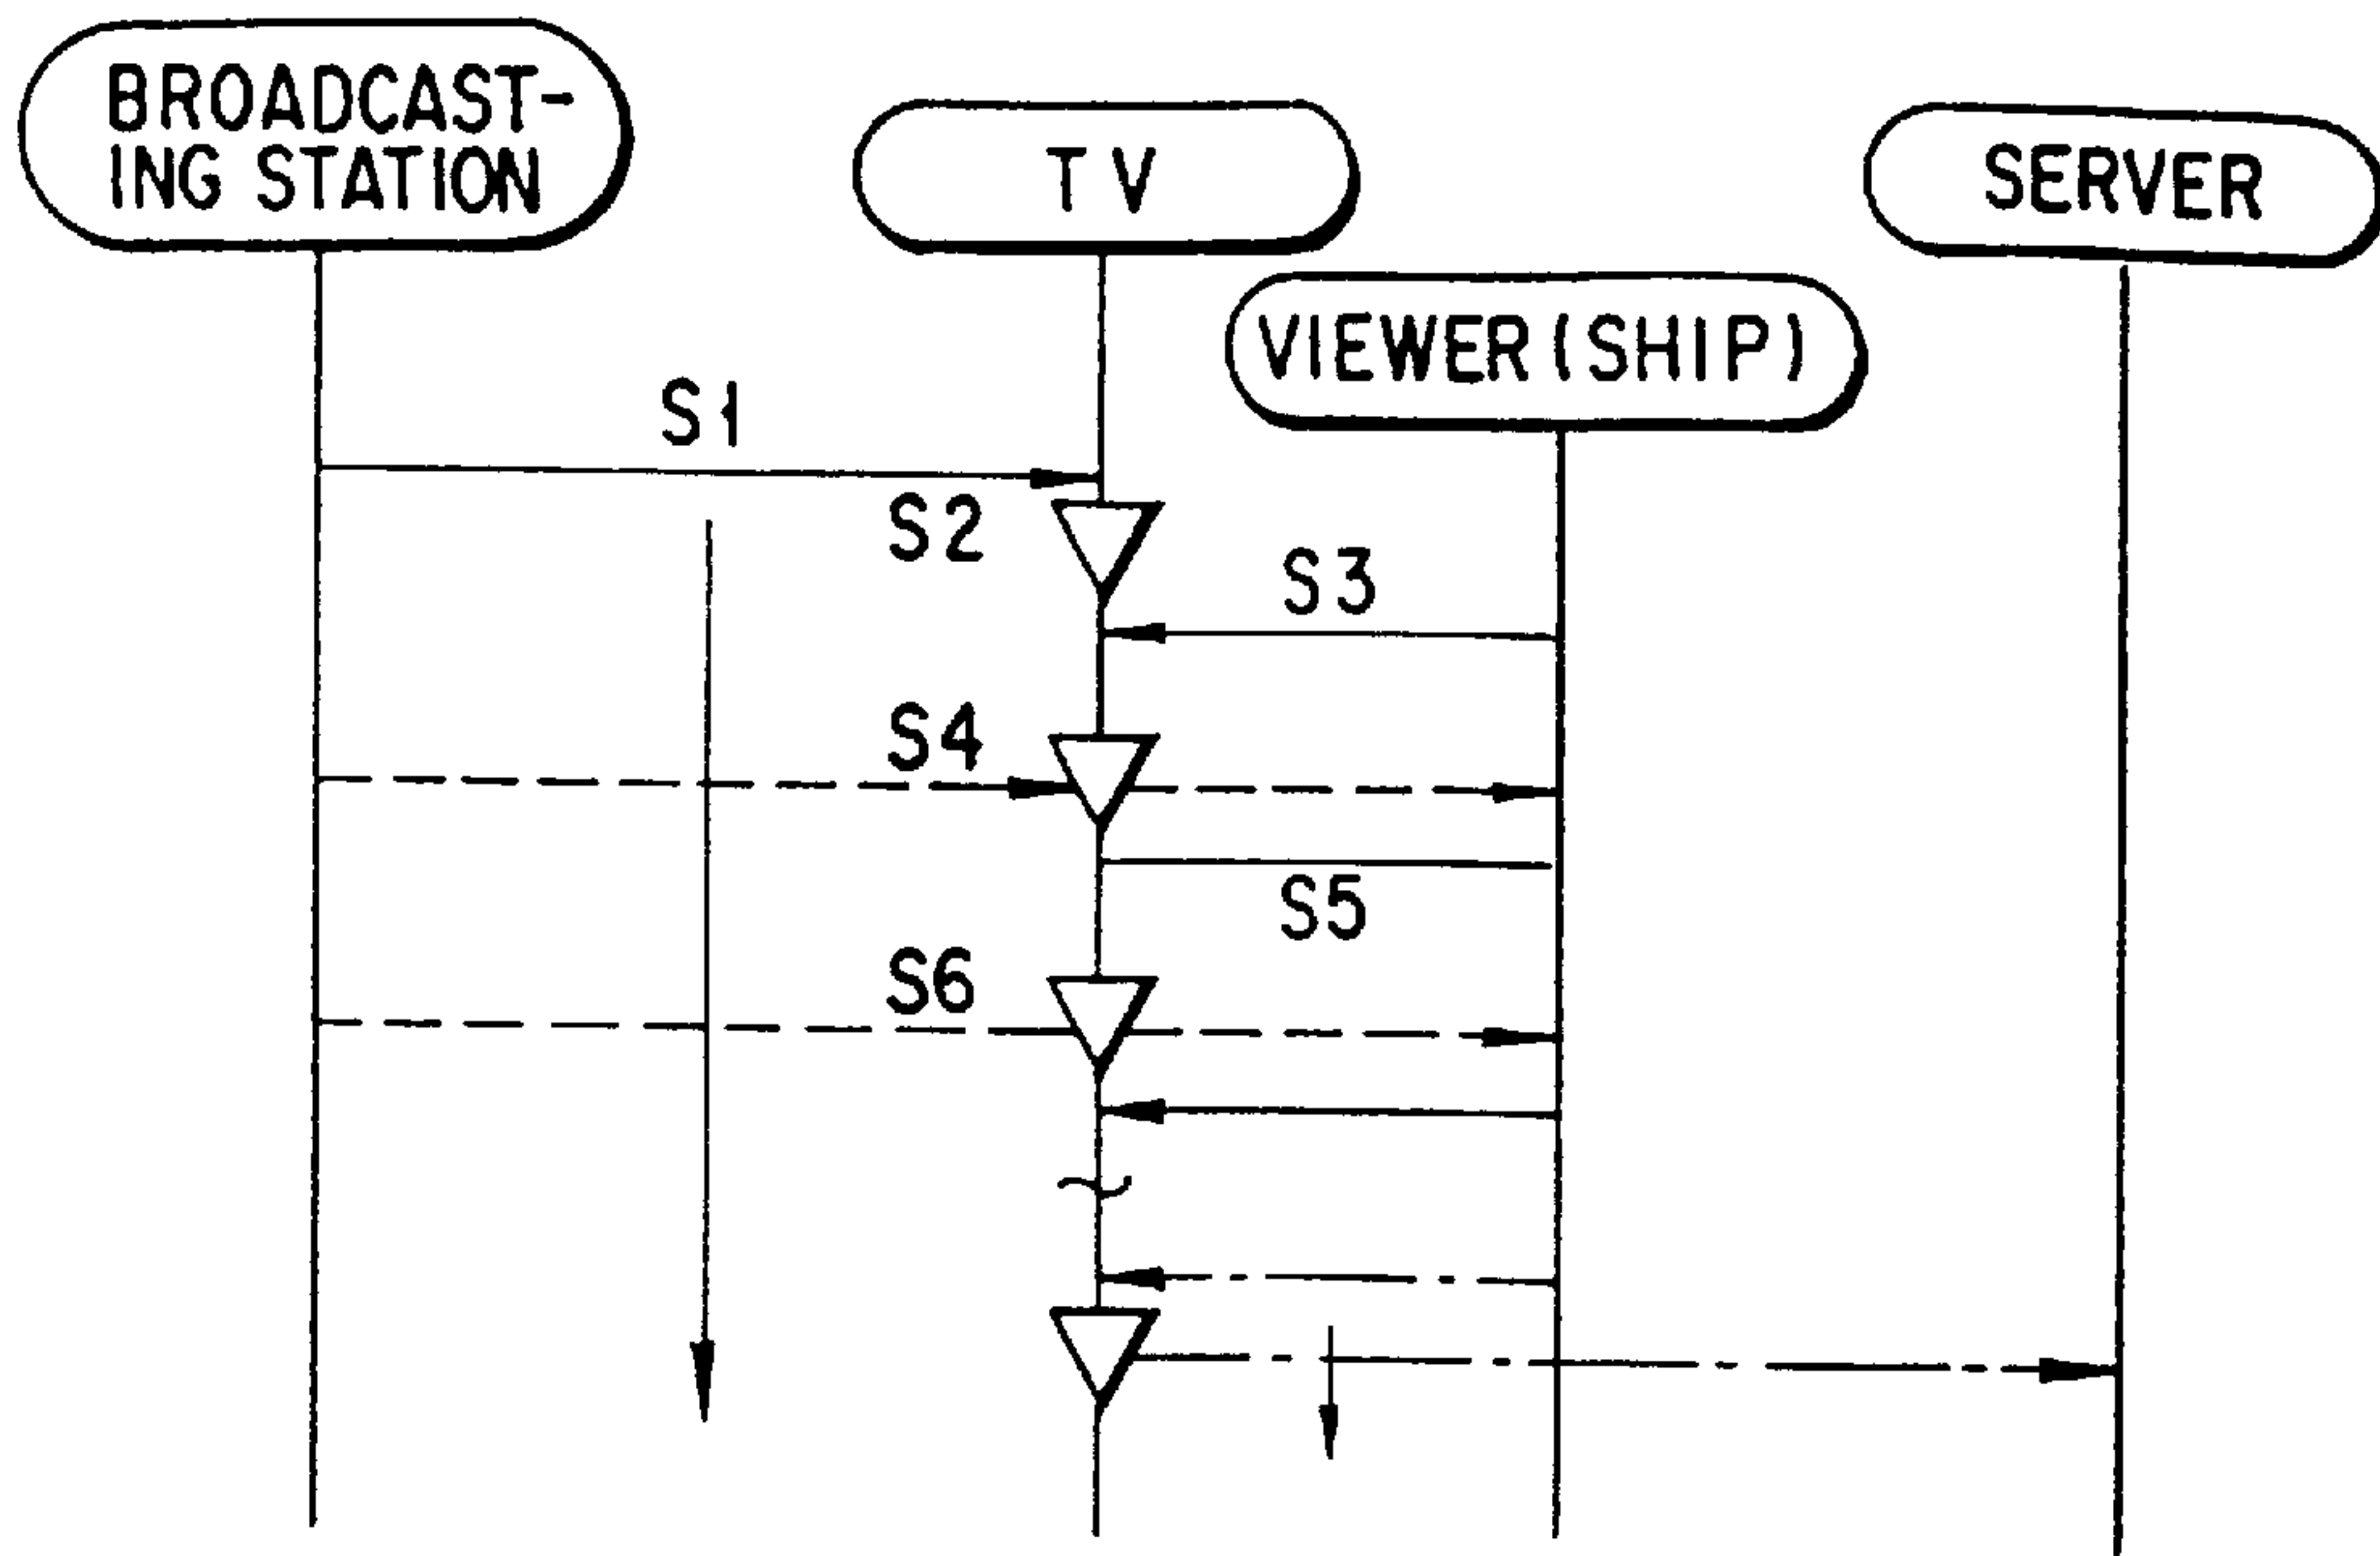 BROADCAST-
ING STATION
TV
SERVER
VIEWER (SHIP)
S1
S2
S3
S4
S5
S6